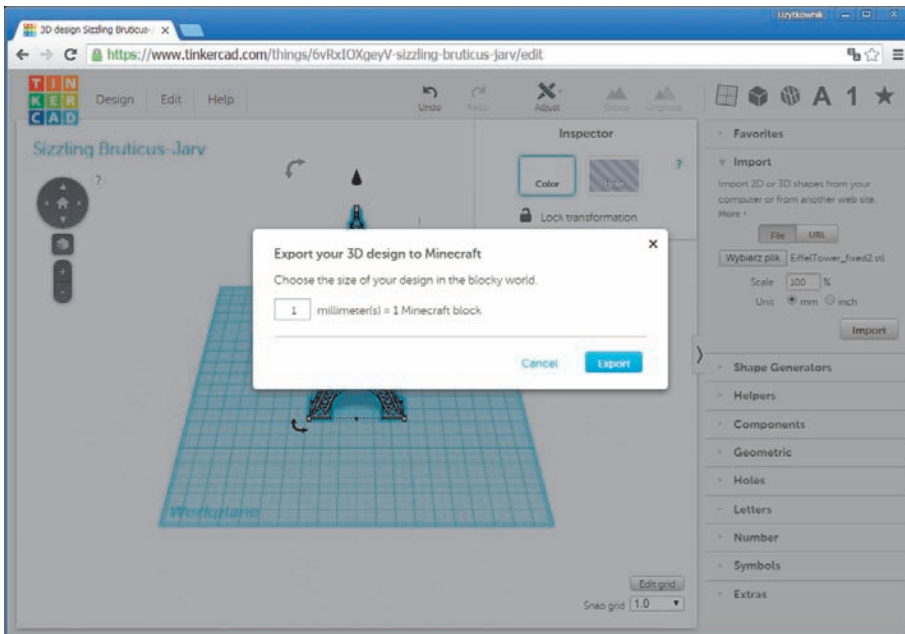 Użytkownik
3D design Sizzling Bruticus-
https://www.tinkercad.com/things/6vRxIOXgeyV-sizzling-bruticus-jarv/edit
TIN
KER
CAD
Design Edit Help
Undo Redo Adjust Group Ungroup
A 1
Sizzling Bruticus-Jarv
?
Inspector
Color Hole
?
Lock transformation
Export your 3D design to Minecraft
Choose the size of your design in the blocky world.
1 millimeter(s) = 1 Minecraft block
Cancel Export
Workplane
Edit grid
Snap grid 1.0
Favorites
Import
Import 2D or 3D shapes from your
computer or from another web site.
More
File URL
Wybierz plik EiffelTower_fixed2.stl
Scale 100 %
Unit mm inch
Import
Shape Generators
Helpers
Components
Geometric
Holes
Letters
Number
Symbols
Extras